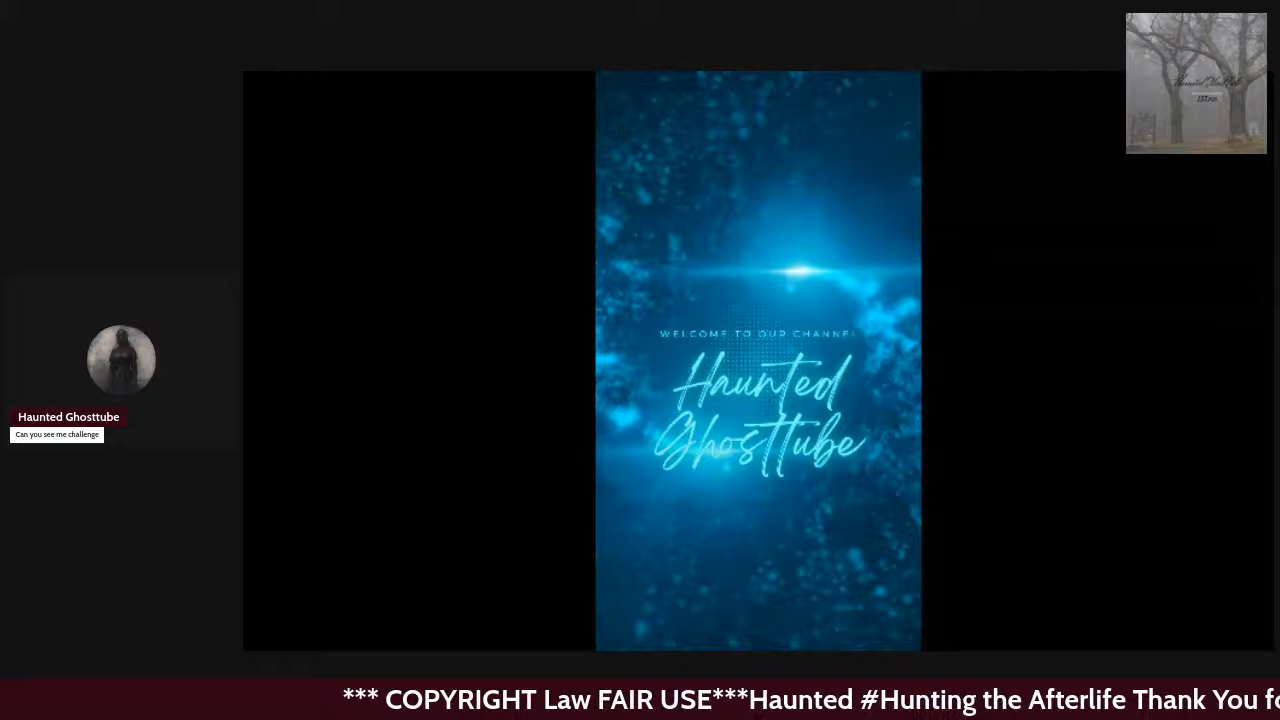 WELCOME TO OUR CHANNEL
Haunted
Ghosttube
Haunted Ghosttube
Can you see me challenge
*** COPYRIGHT Law FAIR USE***Haunted #Hunting the Afterlife Thank You fo